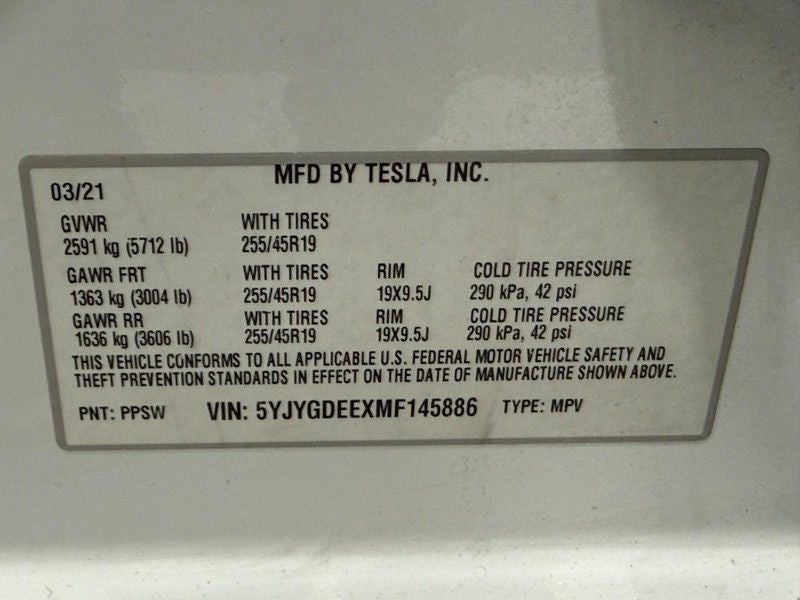 MFD BY TESLA, INC.
03/21
GVWR WITH TIRES
2591 kg (5712 lb) 255/45R19
GAWR FRT WITH TIRES RIM COLD TIRE PRESSURE
1363 kg (3004 lb) 255/45R19 19X9.5J 290 kPa, 42 psi
GAWR RR WITH TIRES RIM COLD TIRE PRESSURE
1636 kg (3606 lb) 255/45R19 19X9.5J 290 kPa, 42 psi
THIS VEHICLE CONFORMS TO ALL APPLICABLE U.S. FEDERAL MOTOR VEHICLE SAFETY AND
THEFT PREVENTION STANDARDS IN EFFECT ON THE DATE OF MANUFACTURE SHOWN ABOVE.
PNT: PPSW VIN: 5YJYGDEEXMF145886 TYPE: MPV